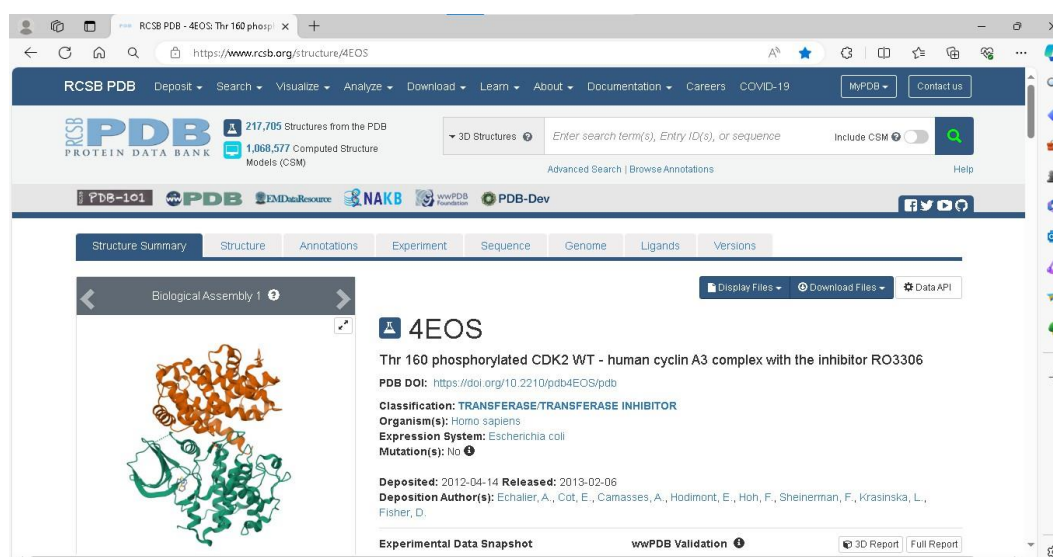 RCSB PDB - 4EOS: Thr 160 phosp
https://www.rcsb.org/structure/4EOS
RCSB PDB Deposit Search Visualize Analyze Download Learn About Documentation Careers COVID-19 MyPDB Contact us
RCSB PDB
PROTEIN DATA BANK
217,705 Structures from the PDB
1,068,577 Computed Structure Models (CSM)
3D Structures Enter search term(s), Entry ID(s), or sequence Include CSM
Advanced Search | Browse Annotations Help
PDB-101 PDB EMDataResource NAKB wwPDB Foundation PDB-Dev
Structure Summary Structure Annotations Experiment Sequence Genome Ligands Versions
Biological Assembly 1
Display Files Download Files Data API
4EOS
Thr 160 phosphorylated CDK2 WT - human cyclin A3 complex with the inhibitor RO3306
PDB DOI: https://doi.org/10.2210/pdb4EOS/pdb
Classification: TRANSFERASE/TRANSFERASE INHIBITOR
Organism(s): Homo sapiens
Expression System: Escherichia coli
Mutation(s): No
Deposited: 2012-04-14 Released: 2013-02-06
Deposition Author(s): Echalier, A., Cot, E., Camasses, A., Hodimont, E., Hoh, F., Sheinerman, F., Krasinska, L.,
Fisher, D.
Experimental Data Snapshot wwPDB Validation 3D Report Full Report